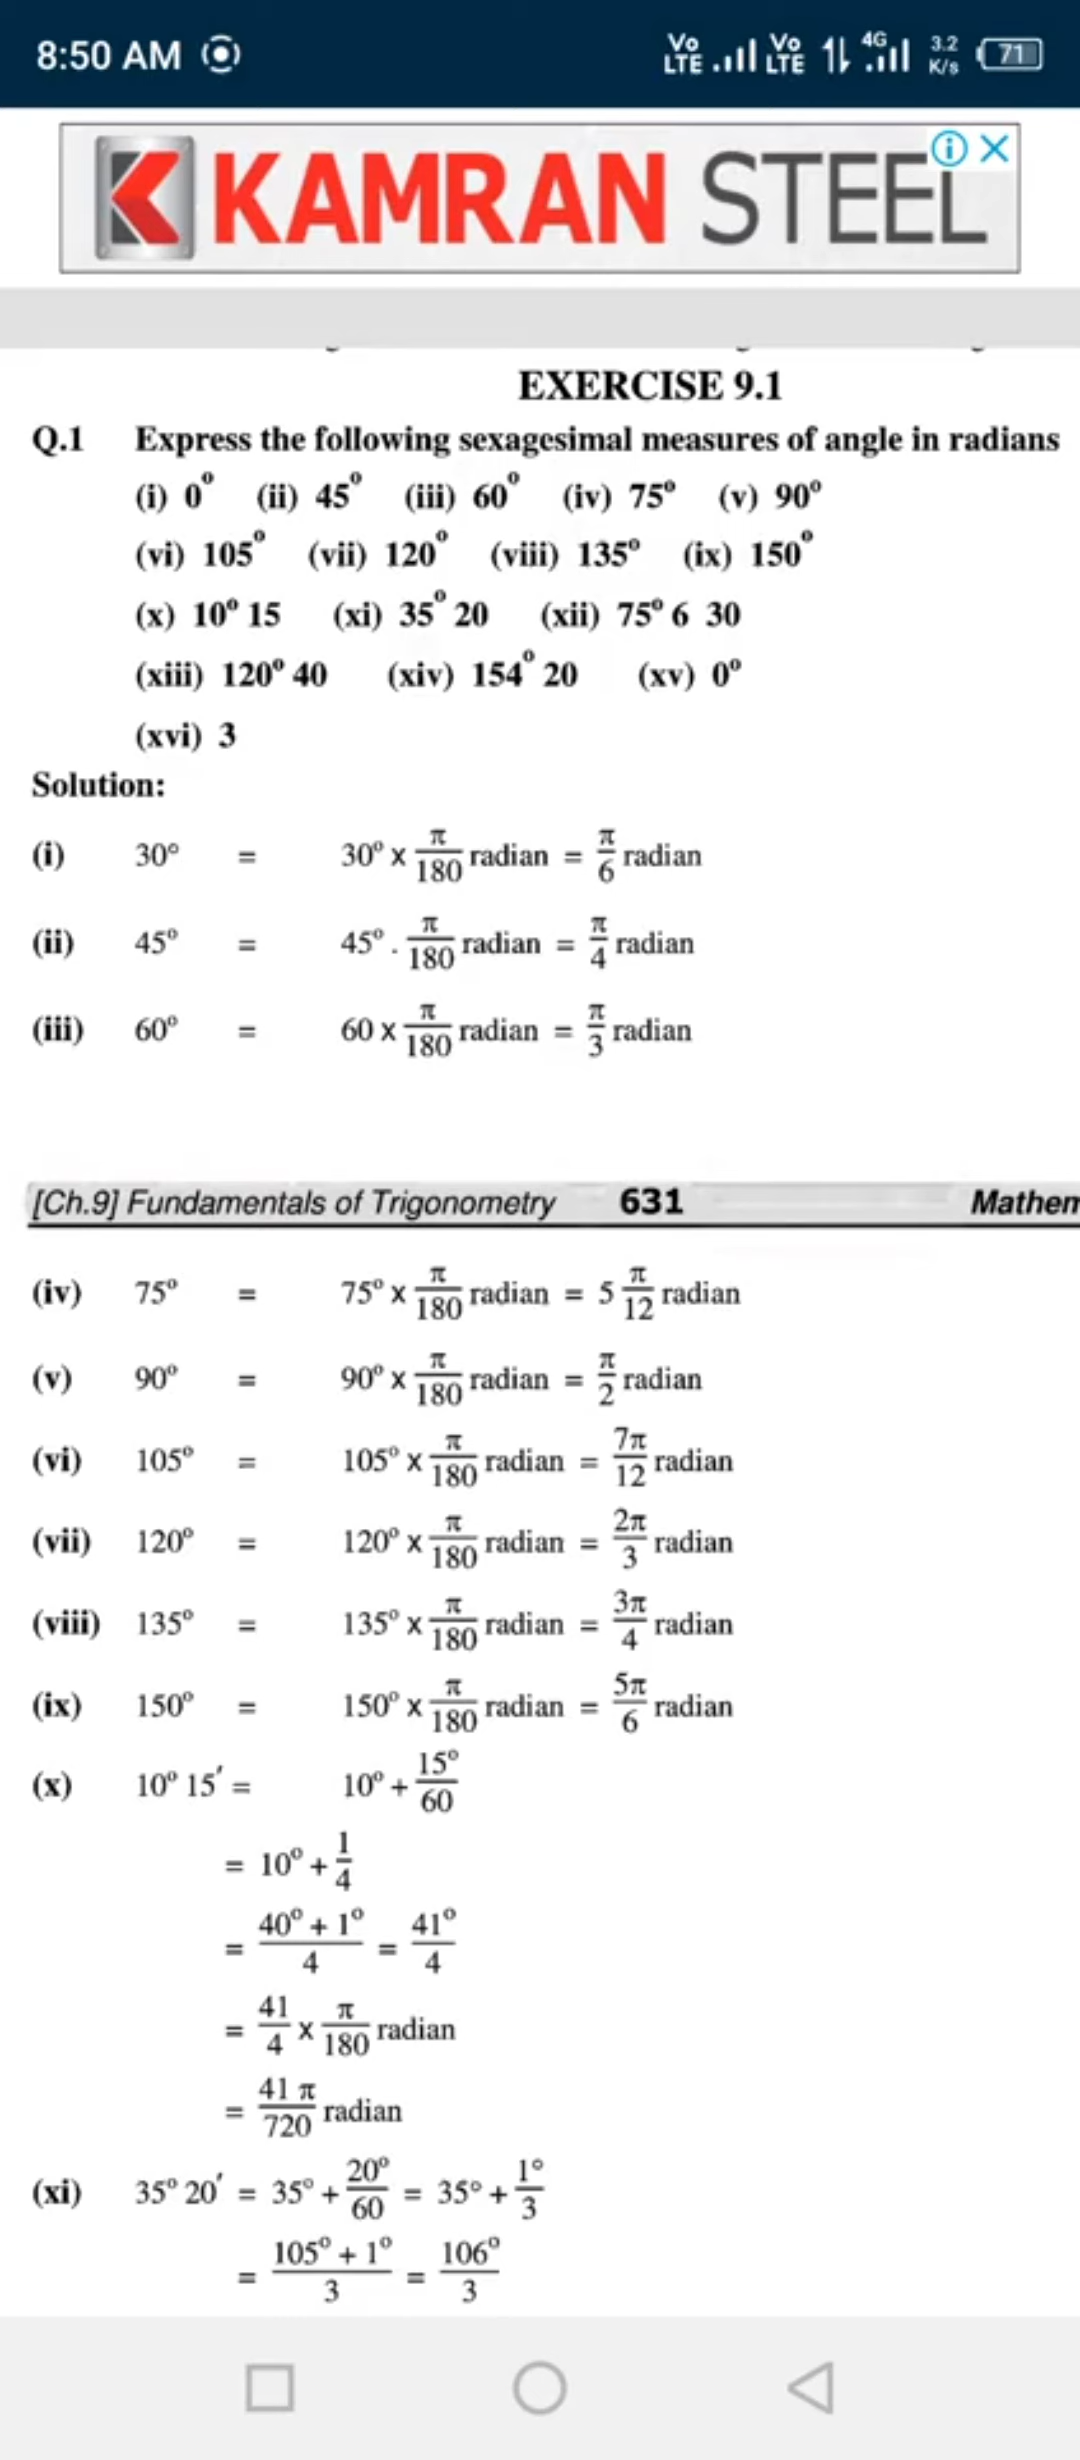 8:50 AM Vo LTE Vo LTE 4G 3.2 K/s 71
KAMRAN STEEL
EXERCISE 9.1
Q.1 Express the following sexagesimal measures of angle in radians
(i) 0° (ii) 45° (iii) 60° (iv) 75° (v) 90°
(vi) 105° (vii) 120° (viii) 135° (ix) 150°
(x) 10° 15 (xi) 35° 20 (xii) 75° 6 30
(xiii) 120° 40 (xiv) 154° 20 (xv) 0°
(xvi) 3
Solution:
(i) 30° = 30° x π/180 radian = π/6 radian
(ii) 45° = 45° . π/180 radian = π/4 radian
(iii) 60° = 60 x π/180 radian = π/3 radian
[Ch.9] Fundamentals of Trigonometry 631 Mathem
(iv) 75° = 75° x π/180 radian = 5 π/12 radian
(v) 90° = 90° x π/180 radian = π/2 radian
(vi) 105° = 105° x π/180 radian = 7π/12 radian
(vii) 120° = 120° x π/180 radian = 2π/3 radian
(viii) 135° = 135° x π/180 radian = 3π/4 radian
(ix) 150° = 150° x π/180 radian = 5π/6 radian
(x) 10° 15′ = 10° + 15°/60
= 10° + 1/4
= 40° + 1°/4 = 41°/4
= 41/4 x π/180 radian
= 41 π/720 radian
(xi) 35° 20′ = 35° + 20°/60 = 35° + 1°/3
= 105° + 1°/3 = 106°/3